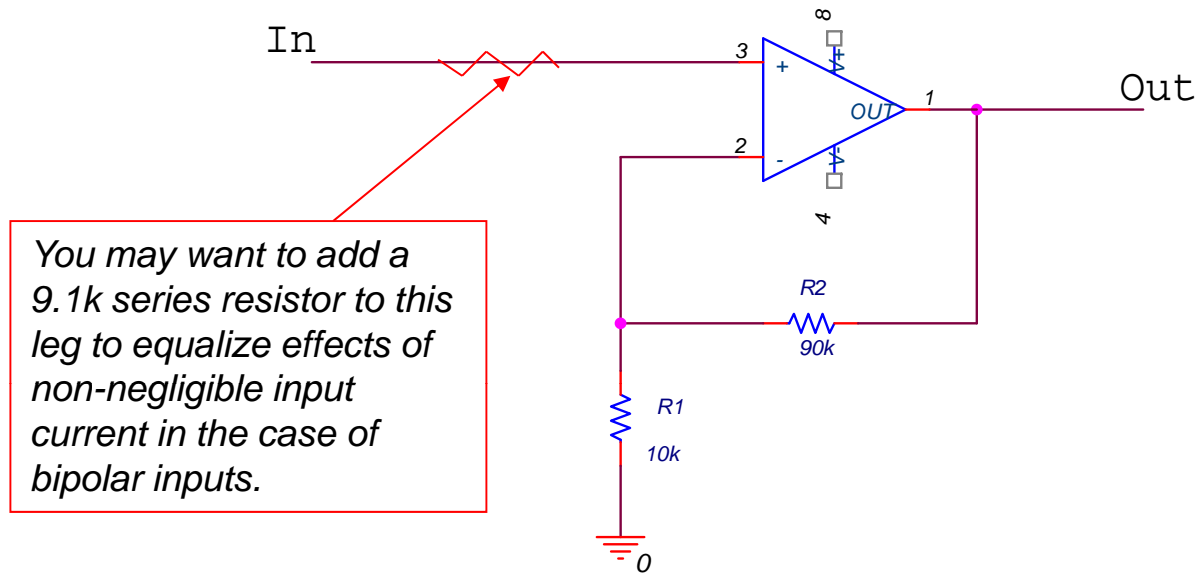 In
8
3
+
V+
OUT
1
Out
2
-
V-
4
You may want to add a
9.1k series resistor to this
leg to equalize effects of
non-negligible input
current in the case of
bipolar inputs.
R2
90k
R1
10k
0